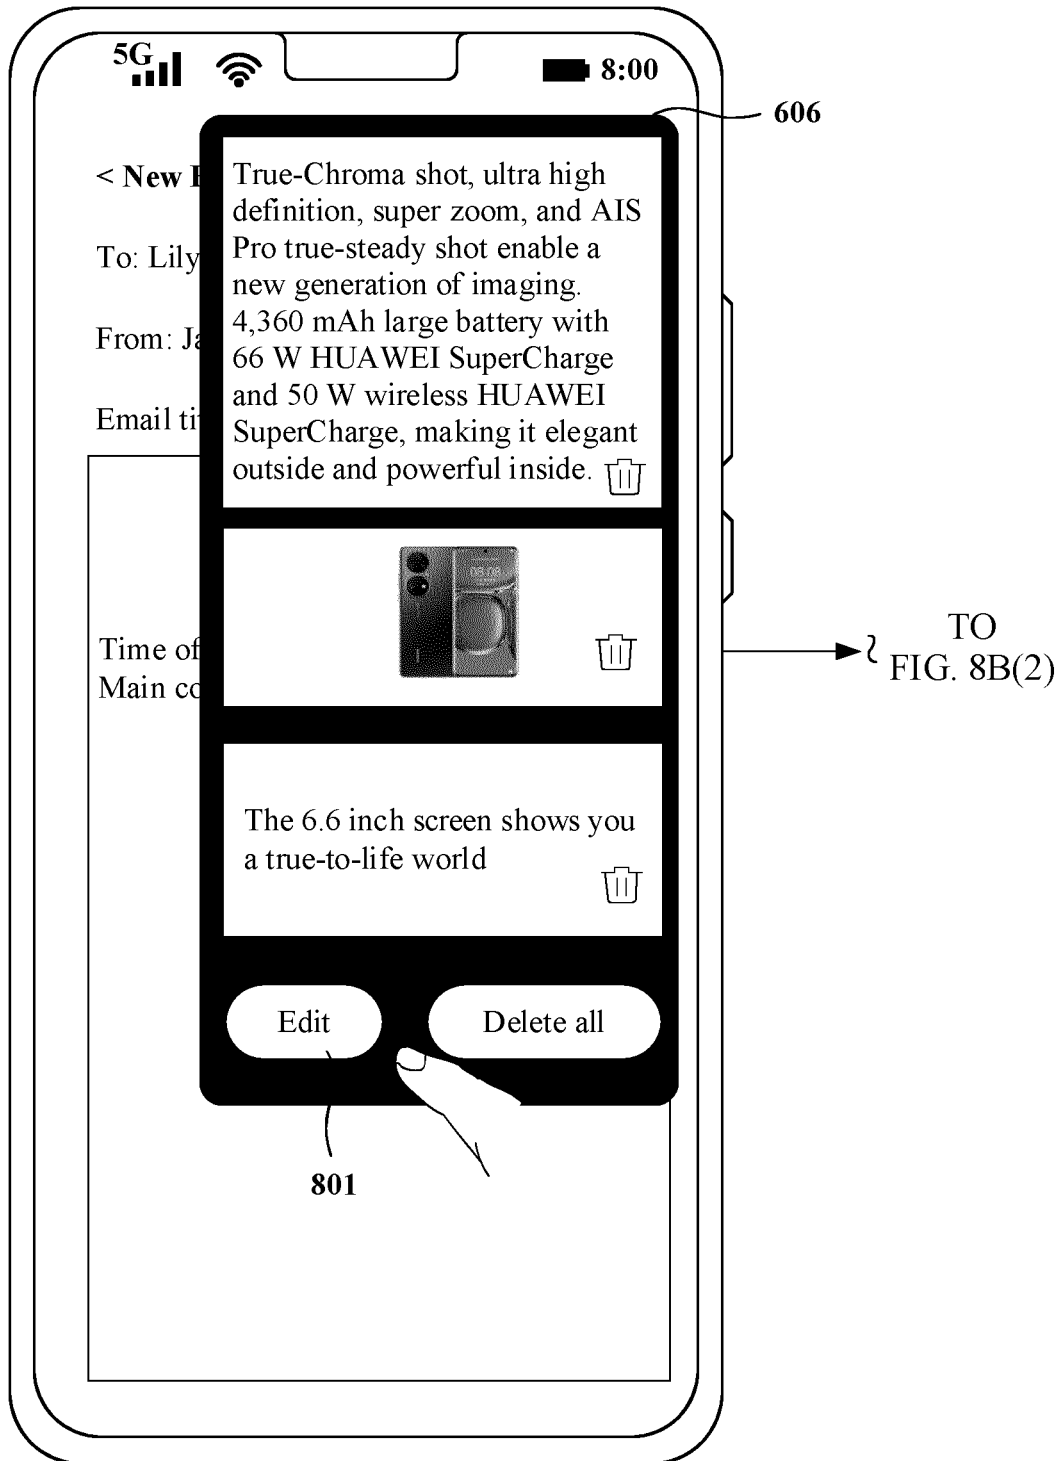 5G
8:00
606
< New
To: Lily
From:
Email
Time of
Main
True-Chroma shot, ultra high
definition, super zoom, and AIS
Pro true-steady shot enable a
new generation of imaging.
4,360 mAh large battery with
66 W HUAWEI SuperCharge
and 50 W wireless HUAWEI
SuperCharge, making it elegant
outside and powerful inside.
08:08
The 6.6 inch screen shows you
a true-to-life world
Edit
Delete all
801
TO
FIG. 8B(2)